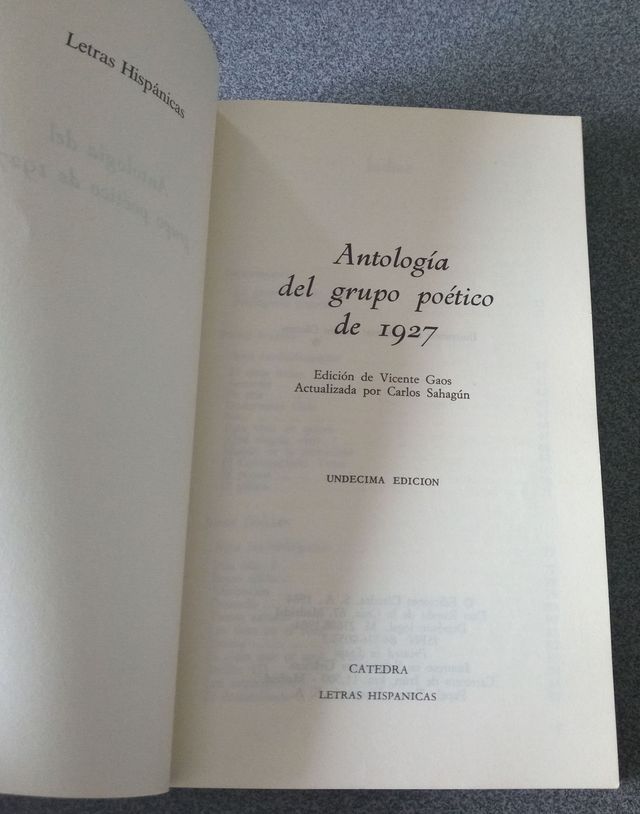 Letras Hispánicas
Antología
del grupo poético
de 1927
Edición de Vicente Gaos
Actualizada por Carlos Sahagún
UNDECIMA EDICION
CATEDRA
LETRAS HISPANICAS